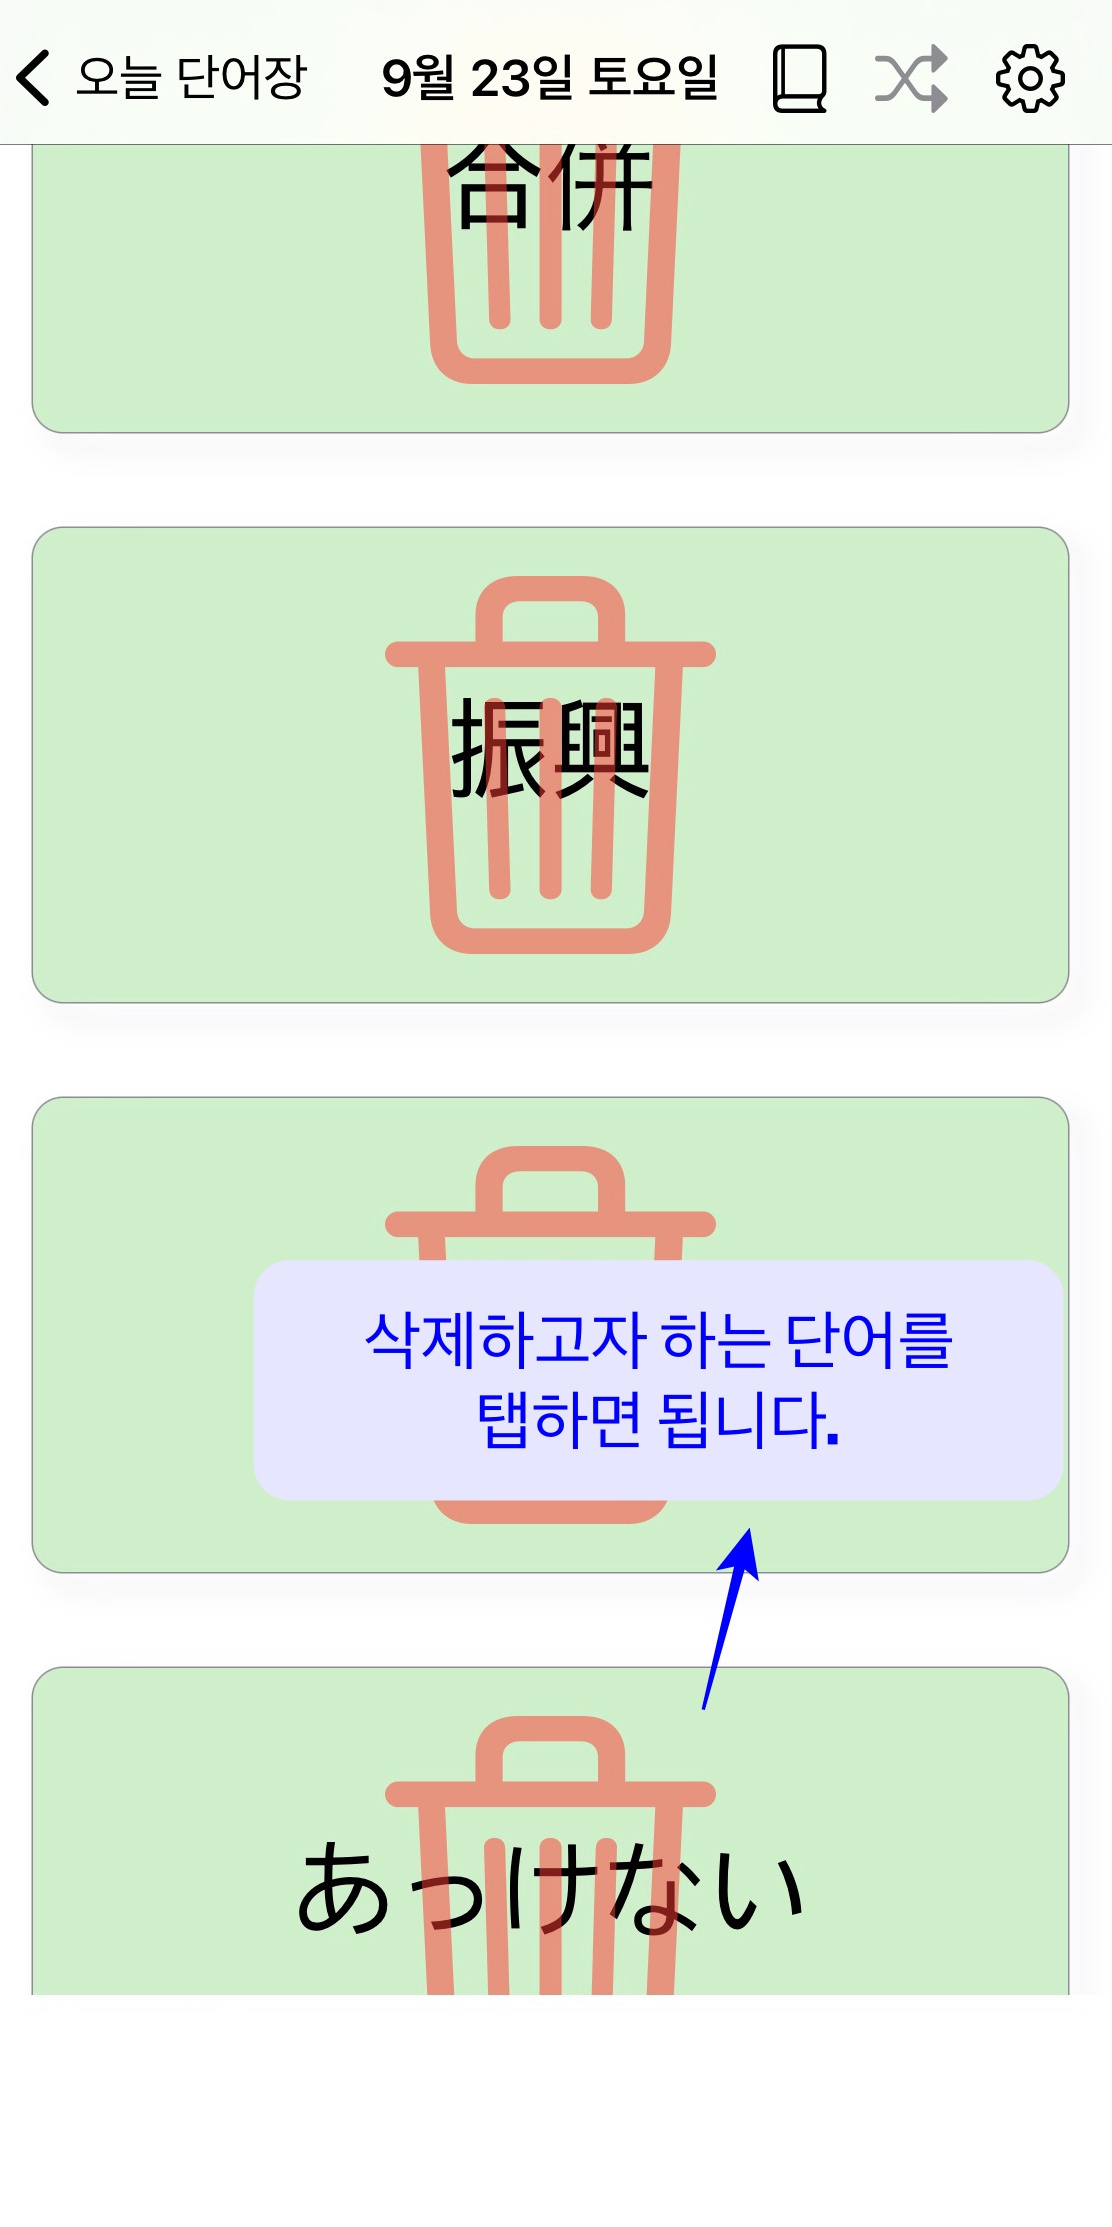 오늘 단어장 9월 23일 토요일
合併
振興
삭제하고자 하는 단어를
탭하면 됩니다.
あっけない